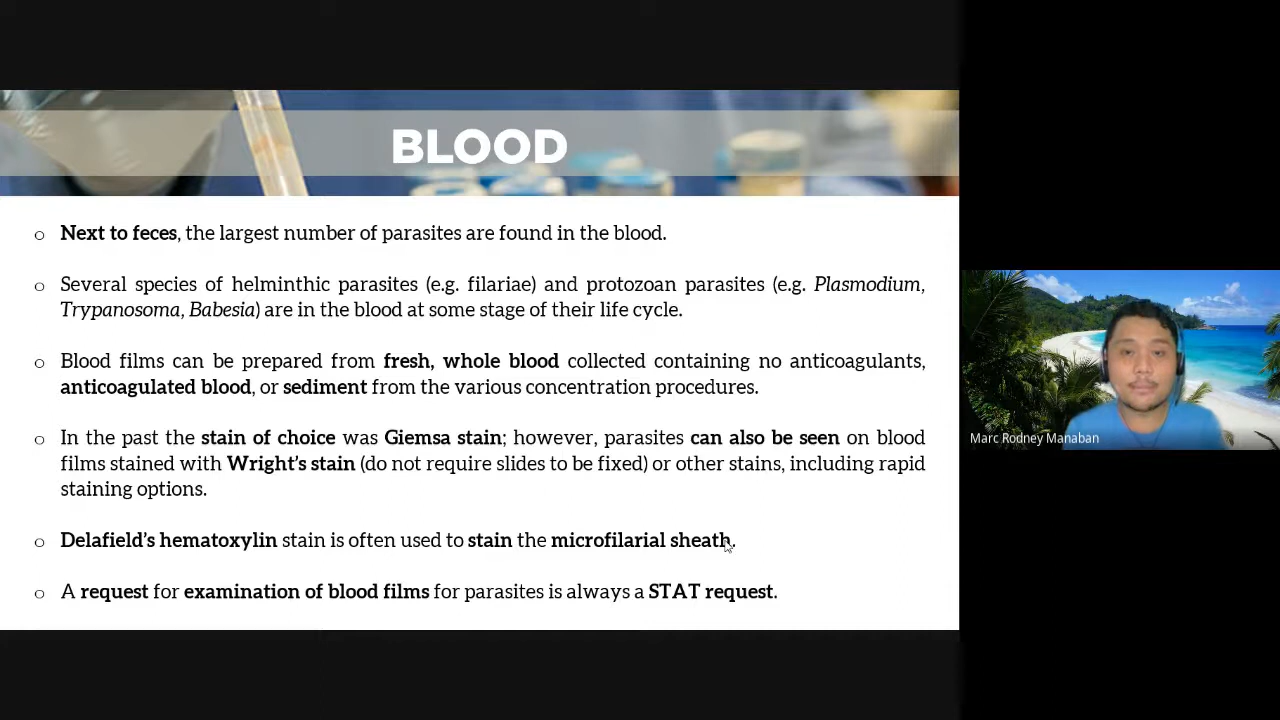 BLOOD
o Next to feces, the largest number of parasites are found in the blood.
o Several species of helminthic parasites (e.g. filariae) and protozoan parasites (e.g. Plasmodium,
Trypanosoma, Babesia) are in the blood at some stage of their life cycle.
o Blood films can be prepared from fresh, whole blood collected containing no anticoagulants,
anticoagulated blood, or sediment from the various concentration procedures.
o In the past the stain of choice was Giemsa stain; however, parasites can also be seen on blood
films stained with Wright's stain (do not require slides to be fixed) or other stains, including rapid
staining options.
o Delafield's hematoxylin stain is often used to stain the microfilarial sheath.
o A request for examination of blood films for parasites is always a STAT request.
Marc Rodney Manaban